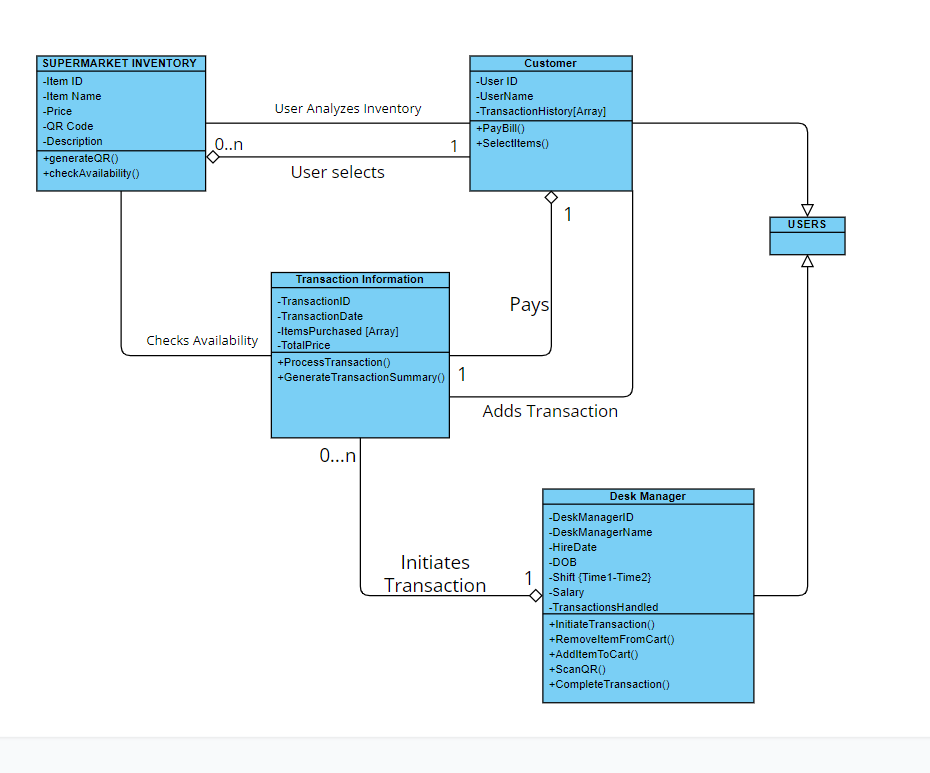 SUPERMARKET INVENTORY
-Item ID
-Item Name
-Price
-QR Code
-Description
+generateQR()
+checkAvailability()
User Analyzes Inventory
0..n
1
User selects
Customer
-User ID
-UserName
-TransactionHistory[Array]
+PayBill()
+SelectItems()
1
USERS
Pays
Transaction Information
-TransactionID
-TransactionDate
-ItemsPurchased [Array]
-TotalPrice
+ProcessTransaction()
+GenerateTransactionSummary()
Checks Availability
1
Adds Transaction
0...n
Initiates
Transaction
1
Desk Manager
-DeskManagerID
-DeskManagerName
-HireDate
-DOB
-Shift {Time1-Time2}
-Salary
-TransactionsHandled
+InitiateTransaction()
+RemoveItemFromCart()
+AddItemToCart()
+ScanQR()
+CompleteTransaction()